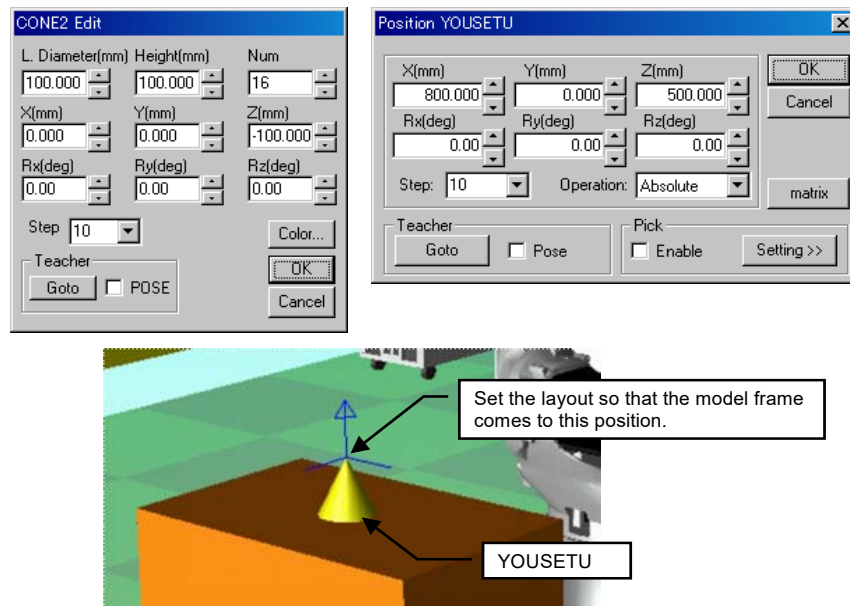 CONE2 Edit
L. Diameter(mm) Height(mm) Num
100.000 100.000 16
X(mm) Y(mm) Z(mm)
0.000 0.000 -100.000
Rx(deg) Ry(deg) Rz(deg)
0.00 0.00 0.00
Step 10
Color...
Teacher
Goto POSE
OK
Cancel
Position YOUSETU
X(mm) Y(mm) Z(mm)
800.000 0.000 500.000
Rx(deg) Ry(deg) Rz(deg)
0.00 0.00 0.00
Step: 10 Operation: Absolute
OK
Cancel
matrix
Teacher
Goto Pose
Pick
Enable Setting >>
Set the layout so that the model frame
comes to this position.
YOUSETU